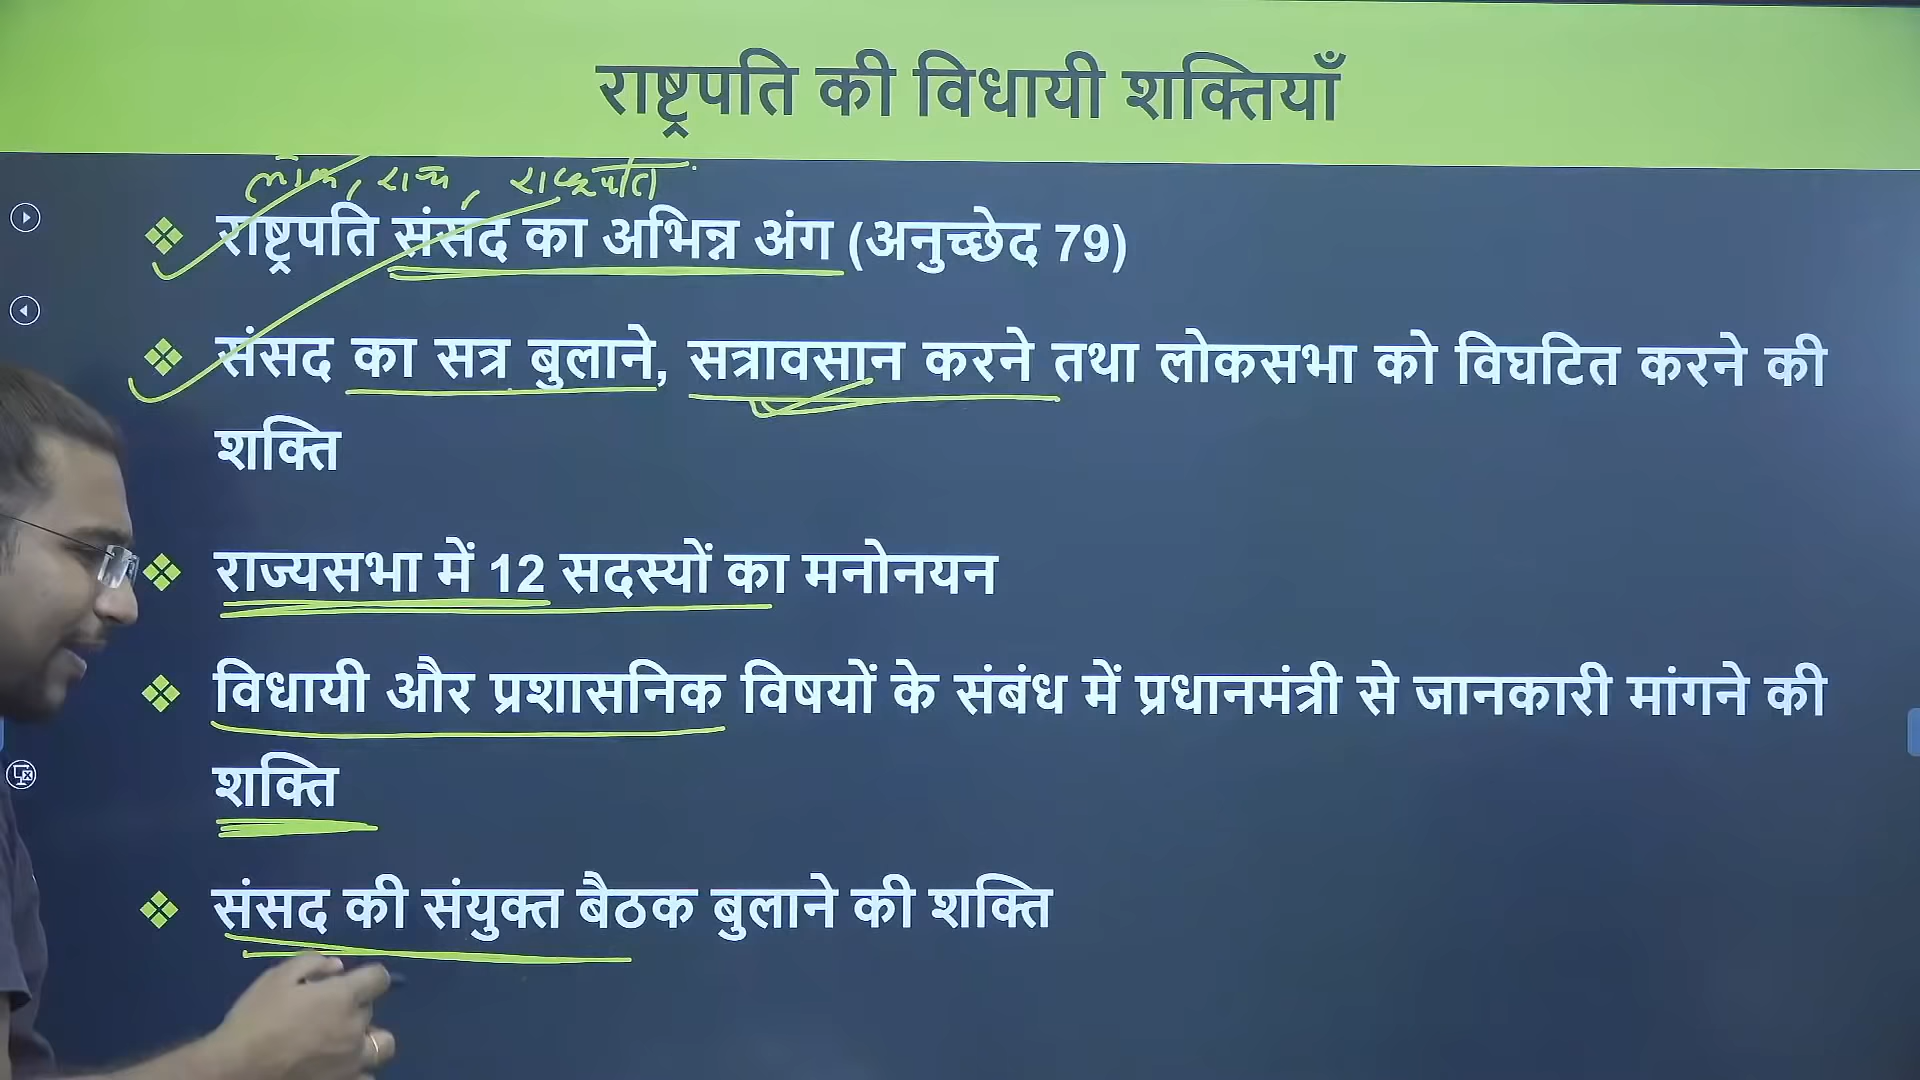 राष्ट्रपति की विधायी शक्तियाँ
लोक, राज्य, राष्ट्रपति
❖ राष्ट्रपति संसद का अभिन्न अंग (अनुच्छेद 79)
❖ संसद का सत्र बुलाने, सत्रावसान करने तथा लोकसभा को विघटित करने की
शक्ति
❖ राज्यसभा में 12 सदस्यों का मनोनयन
❖ विधायी और प्रशासनिक विषयों के संबंध में प्रधानमंत्री से जानकारी मांगने की
शक्ति
❖ संसद की संयुक्त बैठक बुलाने की शक्ति